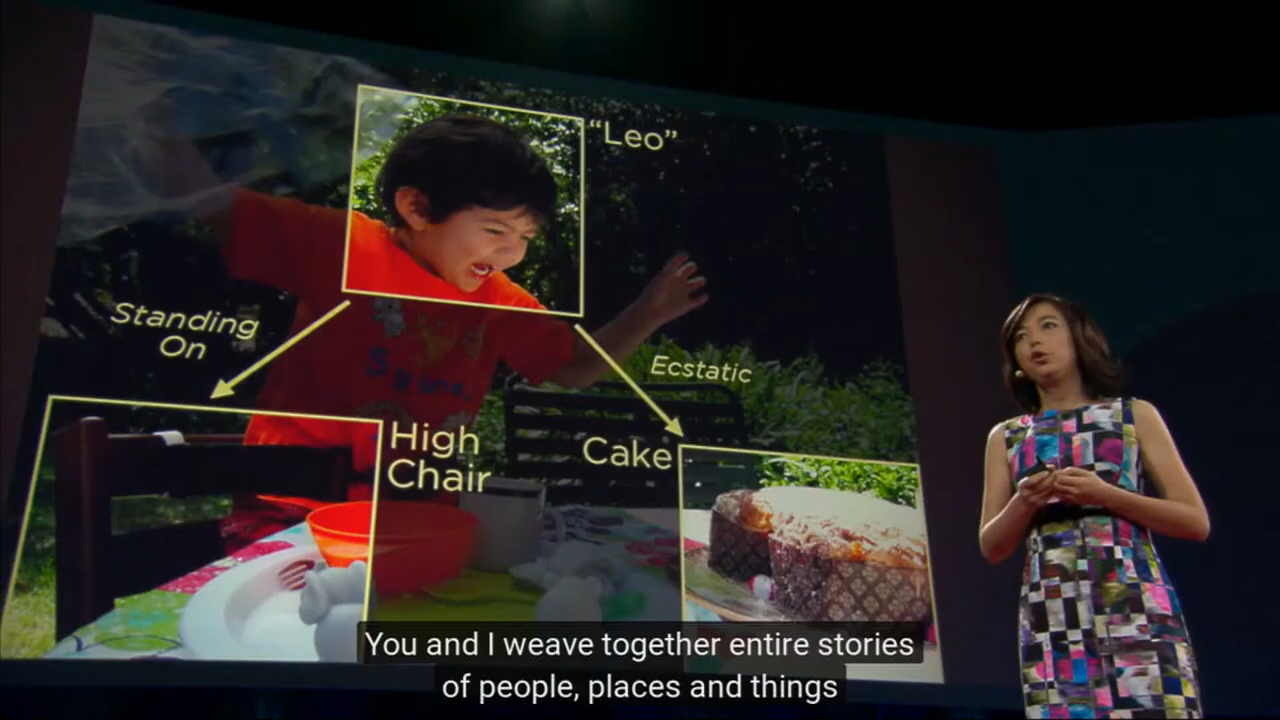 "Leo"
Standing
On
Ecstatic
High
Chair
Cake
You and I weave together entire stories
of people, places and things